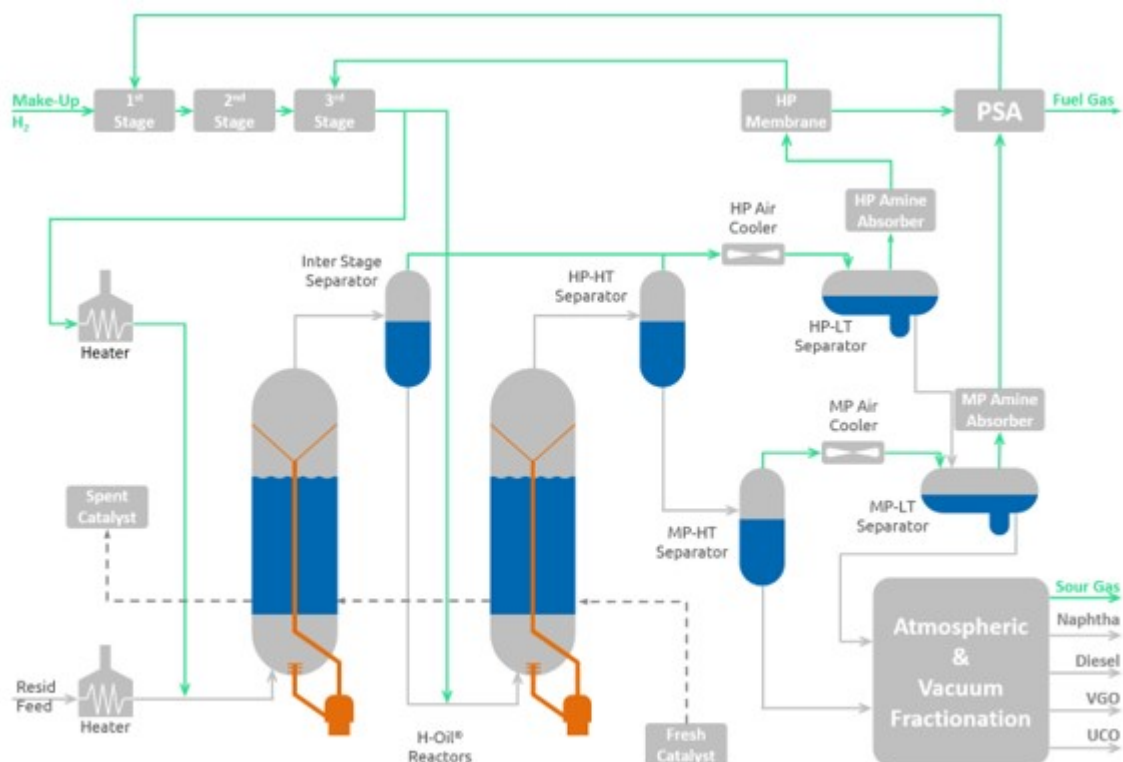 Make-Up
H₂
1st
Stage
2nd
Stage
3rd
Stage
HP
Membrane
PSA
Fuel Gas
HP Amine
Absorber
HP Air
Cooler
Inter Stage
Separator
HP-HT
Separator
HP-LT
Separator
Heater
MP Amine
Absorber
MP Air
Cooler
Spent
Catalyst
MP-HT
Separator
MP-LT
Separator
Atmospheric
&
Vacuum
Fractionation
Sour Gas
Naphtha
Diesel
VGO
UCO
Resid
Feed
Heater
H-Oil®
Reactors
Fresh
Catalyst